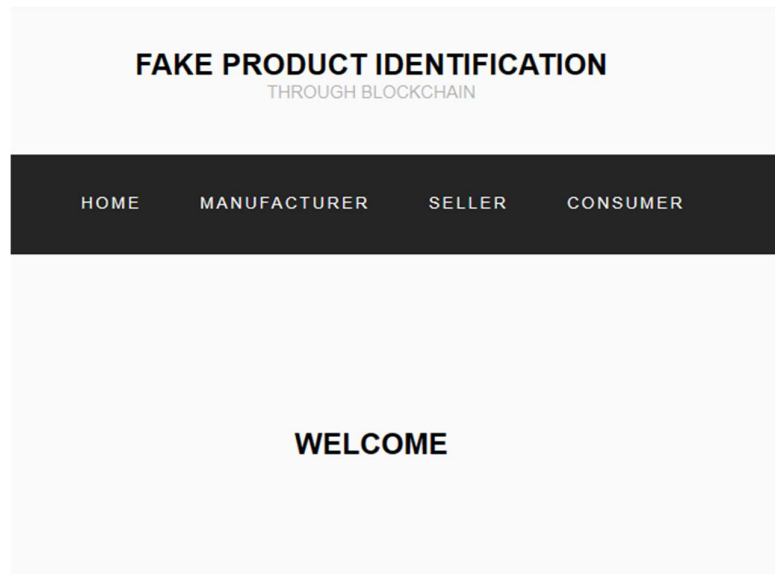 FAKE PRODUCT IDENTIFICATION
THROUGH BLOCKCHAIN
HOME MANUFACTURER SELLER CONSUMER
WELCOME